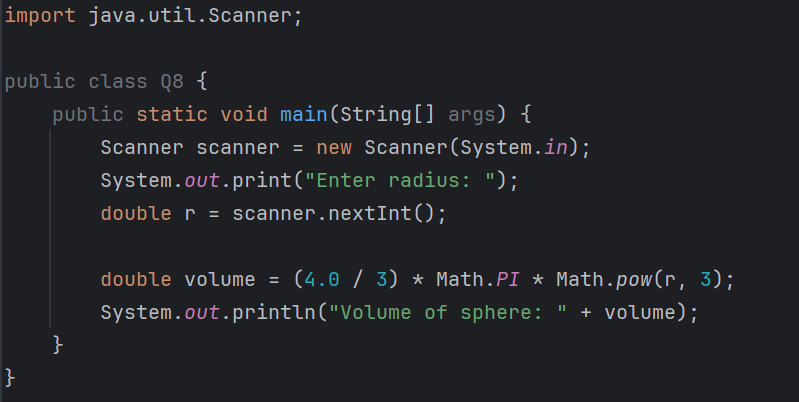 import java.util.Scanner;
public class Q8 {
    public static void main(String[] args) {
        Scanner scanner = new Scanner(System.in);
        System.out.print("Enter radius: ");
        double r = scanner.nextInt();
        double volume = (4.0 / 3) * Math.PI * Math.pow(r, 3);
        System.out.println("Volume of sphere: " + volume);
    }
}